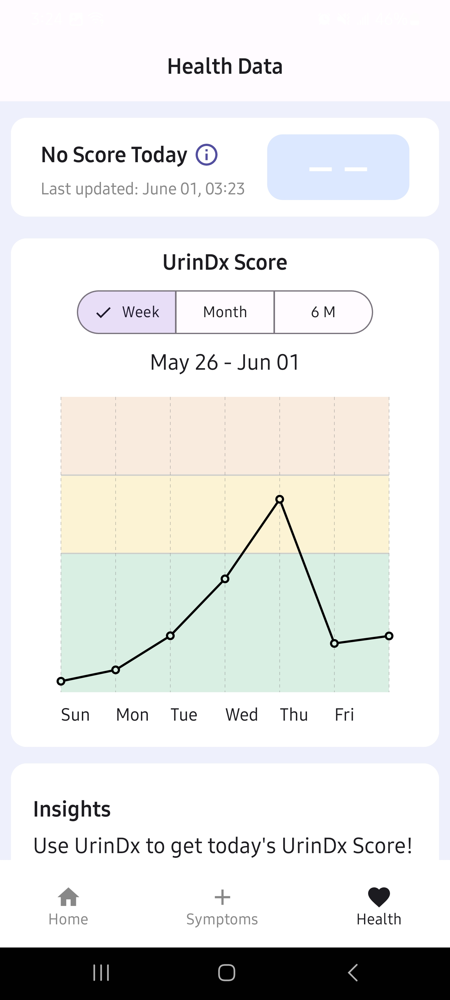 Health Data
No Score Today
Last updated: June 01, 03:23
UrinDx Score
Week Month 6 M
May 26 - Jun 01
Sun Mon Tue Wed Thu Fri
Insights
Use UrinDx to get today's UrinDx Score!
Home Symptoms Health